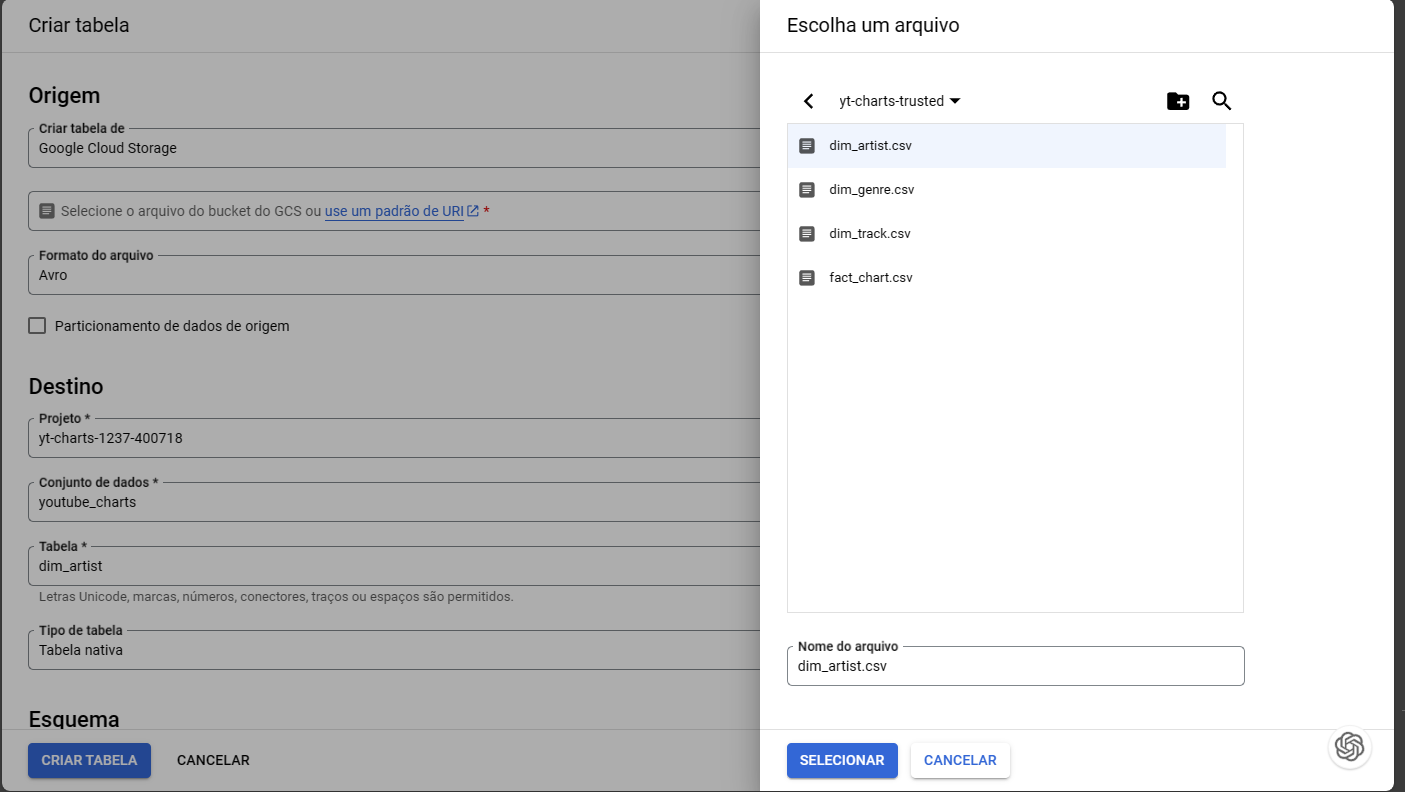 Criar tabela
Origem
Criar tabela de
Google Cloud Storage
Selecione o arquivo do bucket do GCS ou use um padrão de URI *
Formato do arquivo
Avro
Particionamento de dados de origem
Destino
Projeto *
yt-charts-1237-400718
Conjunto de dados *
youtube_charts
Tabela *
dim_artist
Letras Unicode, marcas, números, conectores, traços ou espaços são permitidos.
Tipo de tabela
Tabela nativa
Esquema
CRIAR TABELA CANCELAR
Escolha um arquivo
yt-charts-trusted
dim_artist.csv
dim_genre.csv
dim_track.csv
fact_chart.csv
Nome do arquivo
dim_artist.csv
SELECIONAR CANCELAR